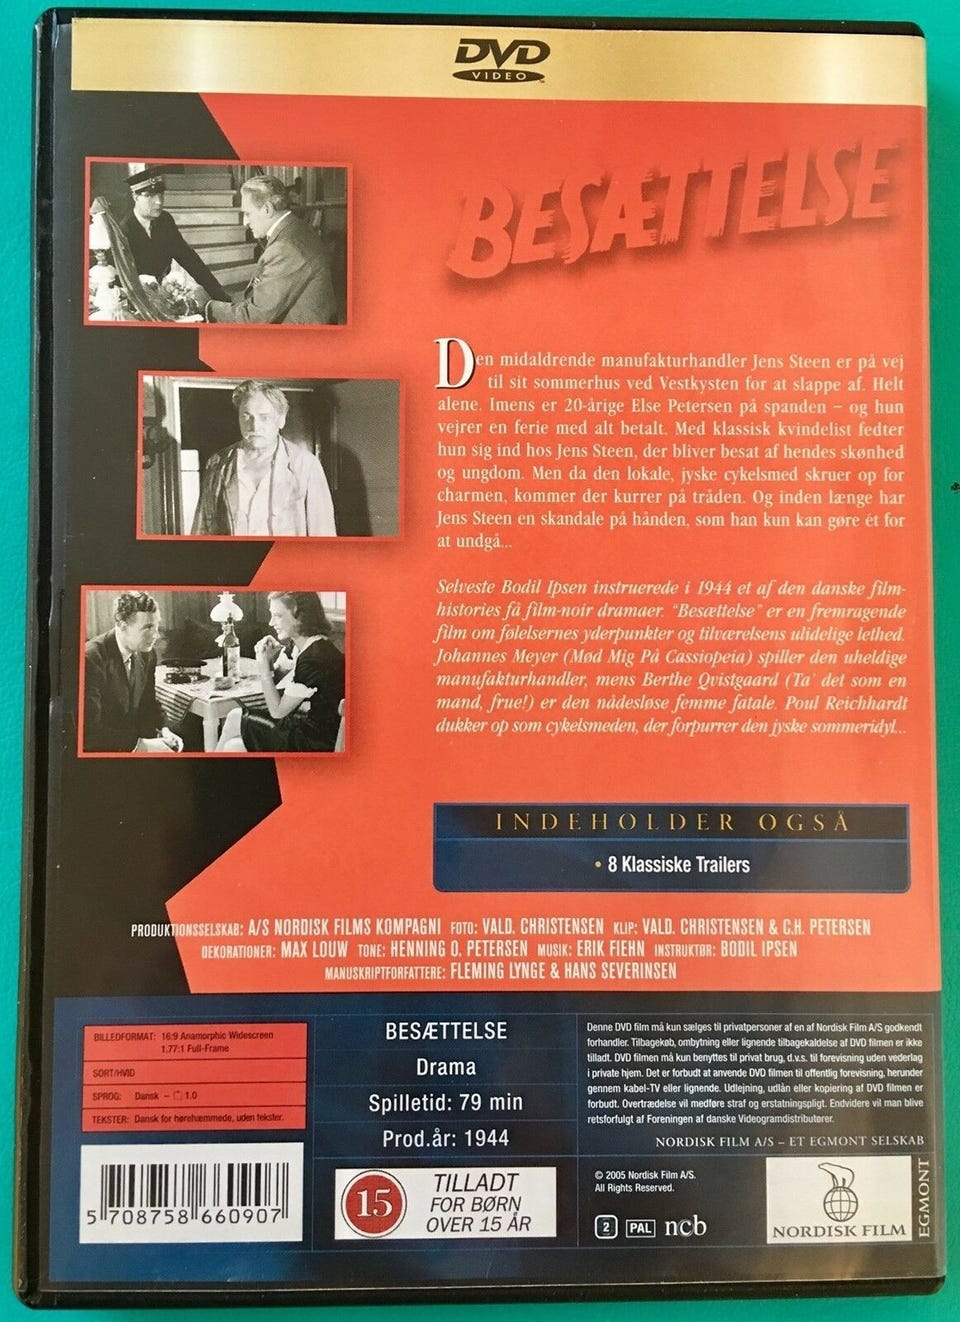 DVD
VIDEO
BESÆTTELSE
Den midaldrende manufakturhandler Jens Steen er på vej
til sit sommerhus ved Vestkysten for at slappe af. Helt
alene. Imens er 20-årige Else Petersen på spanden – og hun
vejrer en ferie med alt betalt. Med klassisk kvindelist fedter
hun sig ind hos Jens Steen, der bliver besat af hendes skønhed
og ungdom. Men da den lokale, jyske cykelsmed skruer op for
charmen, kommer der kurrer på tråden. Og inden længe har
Jens Steen en skandale på hånden, som han kun kan gøre ét for
at undgå...
Selveste Bodil Ipsen instruerede i 1944 et af den danske film-
histories få film-noir dramaer. "Besættelse" er en fremragende
film om følelsernes yderpunkter og tilværelsens ulidelige lethed.
Johannes Meyer (Mød Mig På Cassiopeia) spiller den uheldige
manufakturhandler, mens Berthe Qvistgaard (Ta' det som en
mand, frue!) er den nådesløse femme fatale. Poul Reichhardt
dukker op som cykelsmeden, der forpurrer den jyske sommeridyl...
INDEHOLDER OGSÅ
• 8 Klassiske Trailers
PRODUKTIONSSELSKAB: A/S NORDISK FILMS KOMPAGNI FOTO: VALD. CHRISTENSEN KLIP: VALD. CHRISTENSEN & C.H. PETERSEN
DEKORATIONER: MAX LOUW TONE: HENNING O. PETERSEN MUSIK: ERIK FIEHN INSTRUKTØR: BODIL IPSEN
MANUSKRIPTFORFATTERE: FLEMING LYNGE & HANS SEVERINSEN
BILLEDFORMAT: 16:9 Anamorphic Widescreen
1.77:1 Full-Frame
SORT/HVID
SPROG: Dansk – 1.0
TEKSTER: Dansk for hørehæmmede, uden tekster.
5 708758 660907
BESÆTTELSE
Drama
Spilletid: 79 min
Prod.år: 1944
15
TILLADT
FOR BØRN
OVER 15 ÅR
Denne DVD film må kun sælges til privatpersoner af en af Nordisk Film A/S godkendt
forhandler. Tilbagekøb, ombytning eller lignende tilbagekaldelse af DVD filmen er ikke
tilladt. DVD filmen må kun benyttes til privat brug, d.v.s. til forevisning uden vederlag
i private hjem. Det er forbudt at anvende DVD filmen til offentlig forevisning, herunder
gennem kabel-TV eller lignende. Udlejning, udlån eller kopiering af DVD filmen er
forbudt. Overtrædelse vil medføre straf og erstatningspligt. Endvidere vil man blive
retsforfulgt af Foreningen af danske Videogramdistributører.
NORDISK FILM A/S – ET EGMONT SELSKAB
© 2005 Nordisk Film A/S.
All Rights Reserved.
2 PAL ncb
NORDISK FILM
EGMONT